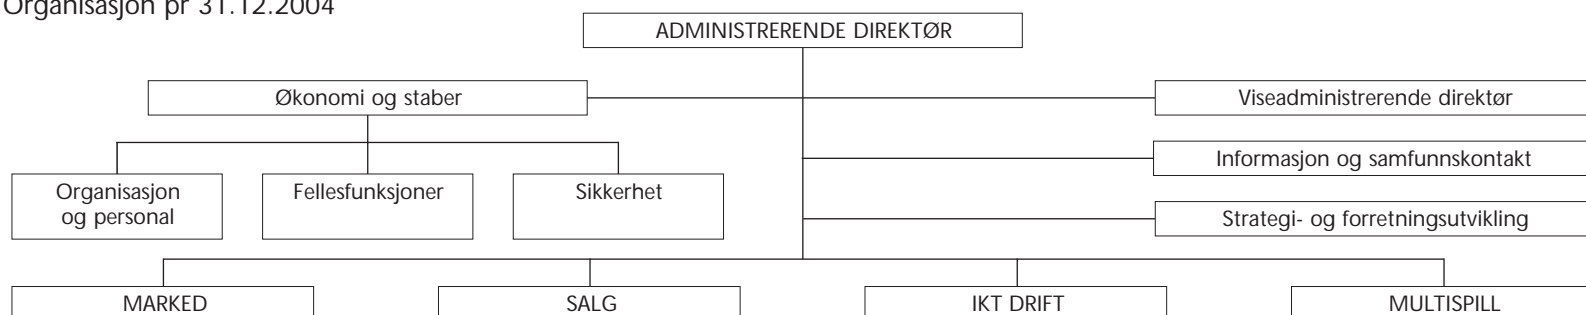 Organisasjon pr 31.12.2004
ADMINISTRERENDE DIREKTØR
Økonomi og staber
Viseadministrerende direktør
Informasjon og samfunnskontakt
Organisasjon
og personal
Fellesfunksjoner
Sikkerhet
Strategi- og forretningsutvikling
MARKED
SALG
IKT DRIFT
MULTISPILL